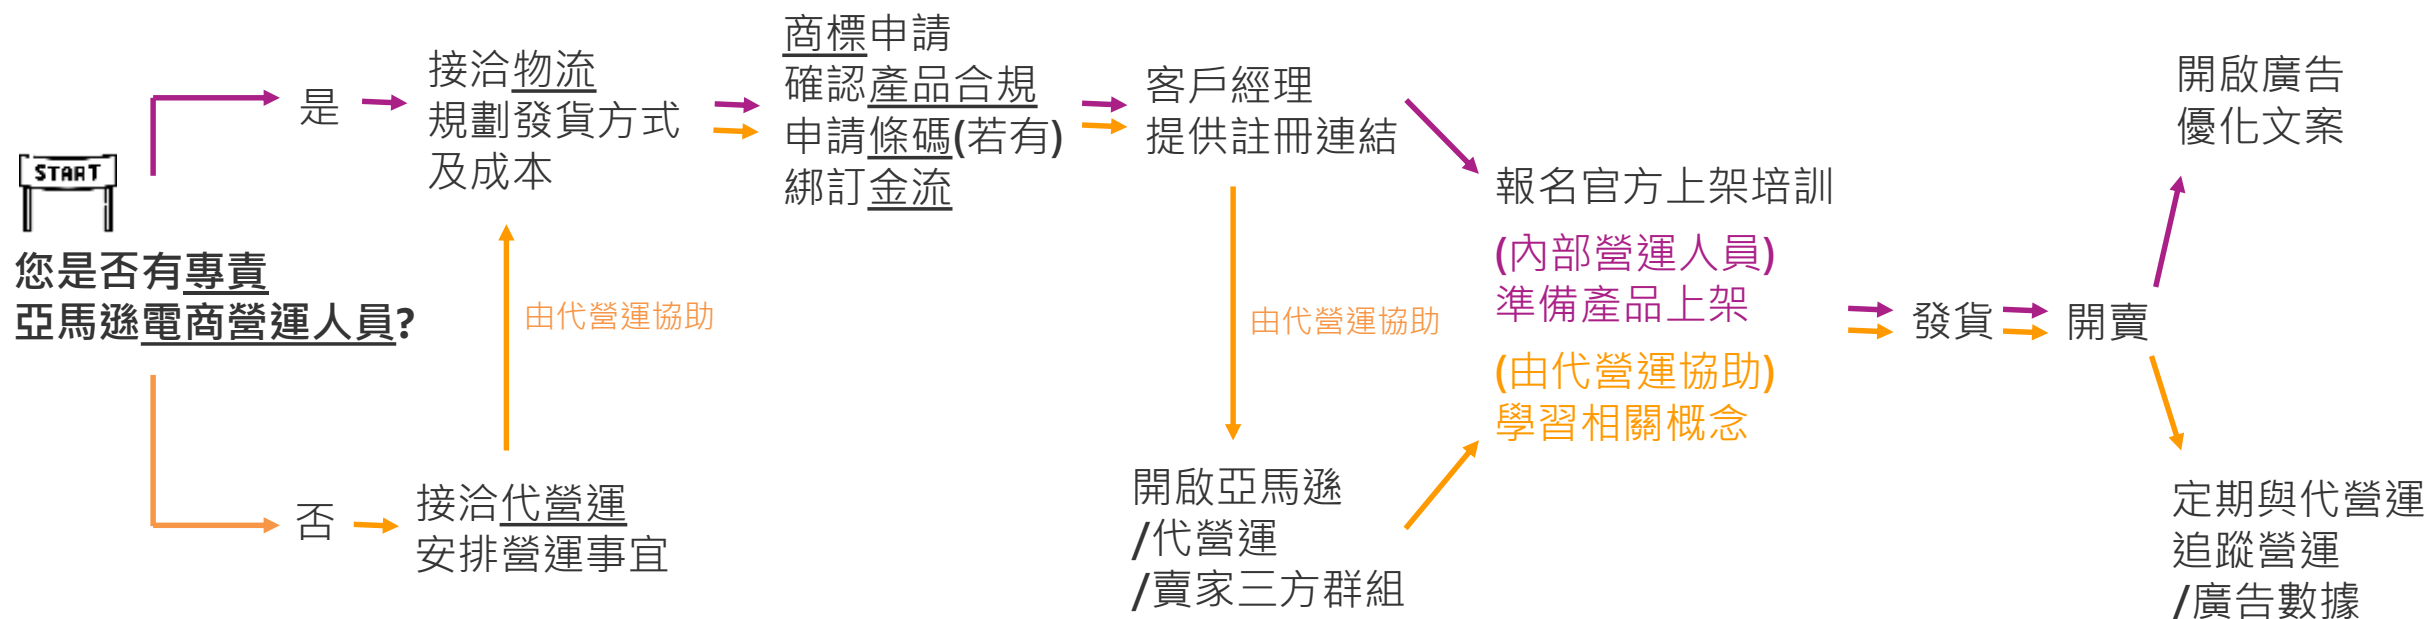 START
您是否有專責
亞馬遜電商營運人員?
是
接洽物流
規劃發貨方式
及成本
否
接洽代營運
安排營運事宜
由代營運協助
商標申請
確認產品合規
申請條碼(若有)
綁訂金流
客戶經理
提供註冊連結
由代營運協助
開啟亞馬遜
/代營運
/賣家三方群組
報名官方上架培訓
(內部營運人員)
準備產品上架
(由代營運協助)
學習相關概念
發貨
開賣
開啟廣告
優化文案
定期與代營運
追蹤營運
/廣告數據